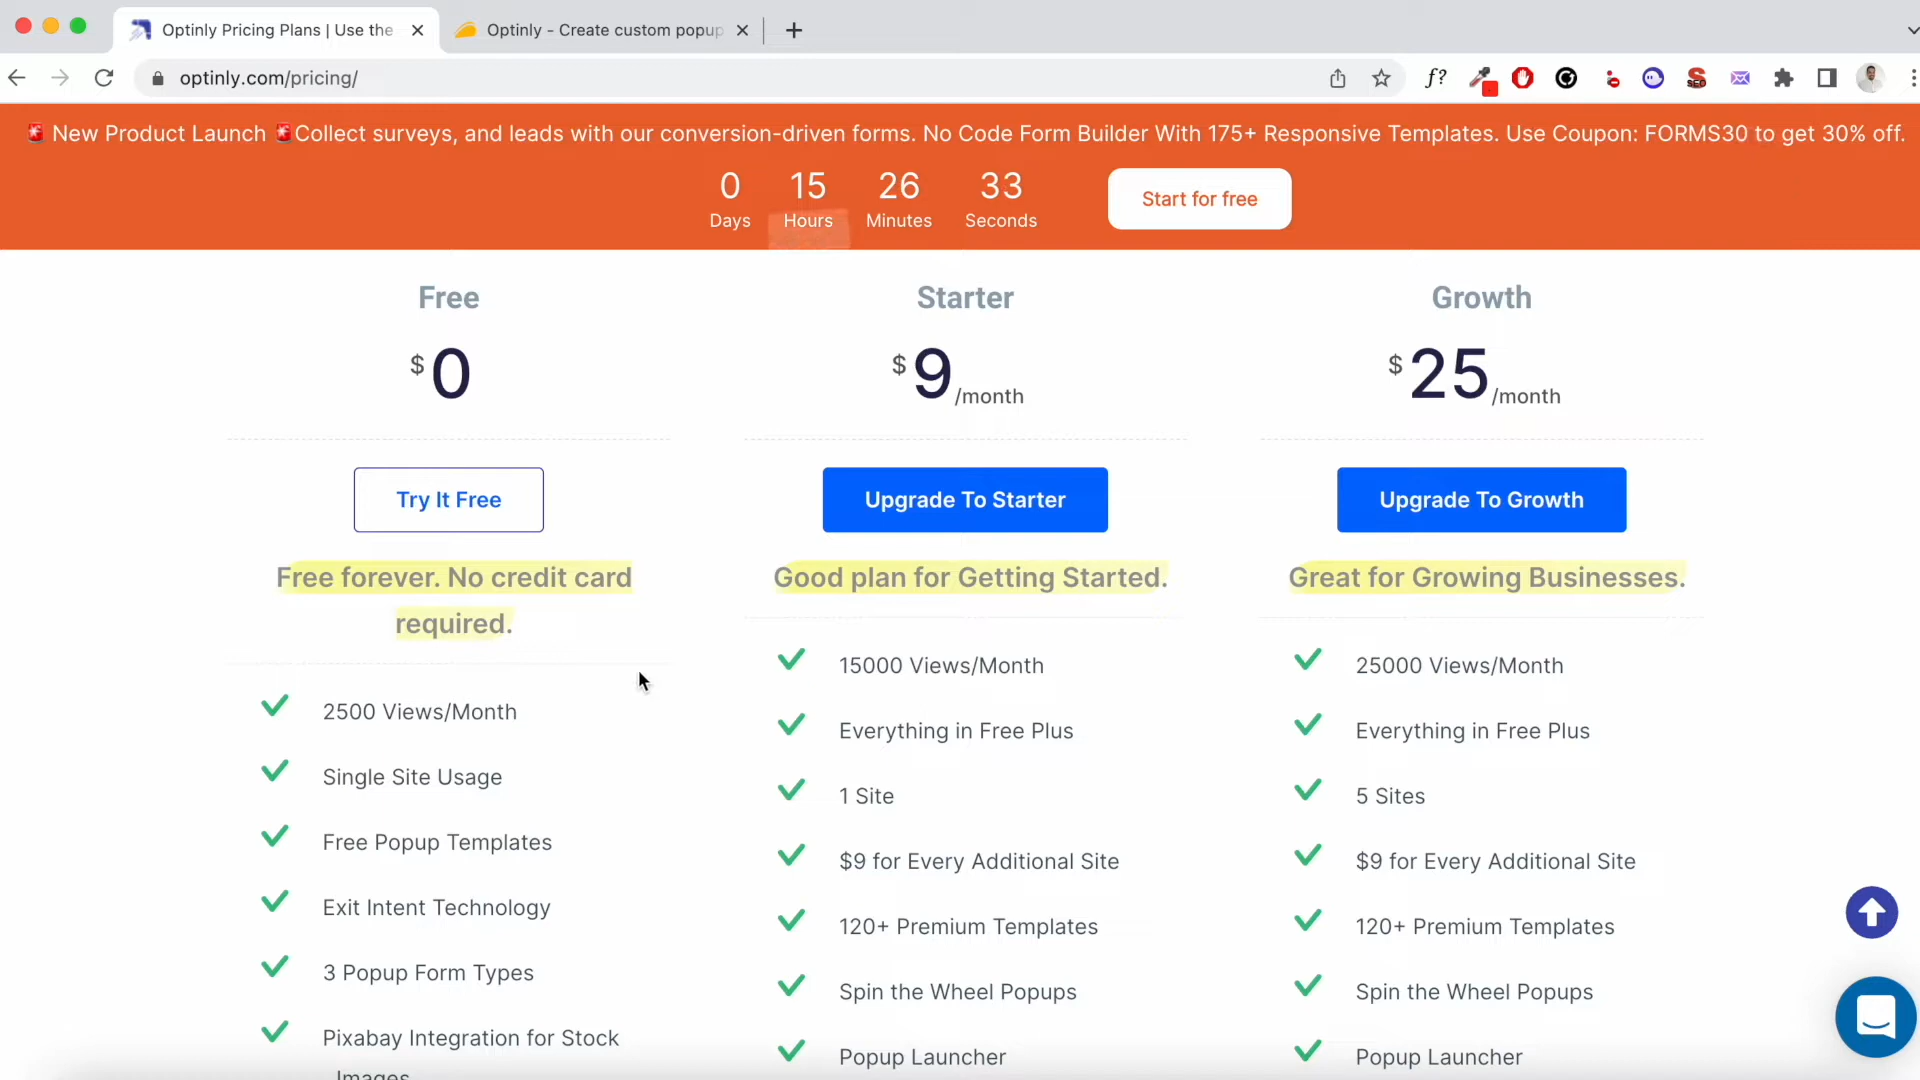 Optinly Pricing Plans | Use the
Optinly - Create custom popup
optinly.com/pricing/
f?
SEO
🚨 New Product Launch 🚨Collect surveys, and leads with our conversion-driven forms. No Code Form Builder With 175+ Responsive Templates. Use Coupon: FORMS30 to get 30% off.
0 15 26 33
Days Hours Minutes Seconds
Start for free
Free
$0
Try It Free
Free forever. No credit card
required.
2500 Views/Month
Single Site Usage
Free Popup Templates
Exit Intent Technology
3 Popup Form Types
Pixabay Integration for Stock
Images
Starter
$9/month
Upgrade To Starter
Good plan for Getting Started.
15000 Views/Month
Everything in Free Plus
1 Site
$9 for Every Additional Site
120+ Premium Templates
Spin the Wheel Popups
Popup Launcher
Growth
$25/month
Upgrade To Growth
Great for Growing Businesses.
25000 Views/Month
Everything in Free Plus
5 Sites
$9 for Every Additional Site
120+ Premium Templates
Spin the Wheel Popups
Popup Launcher